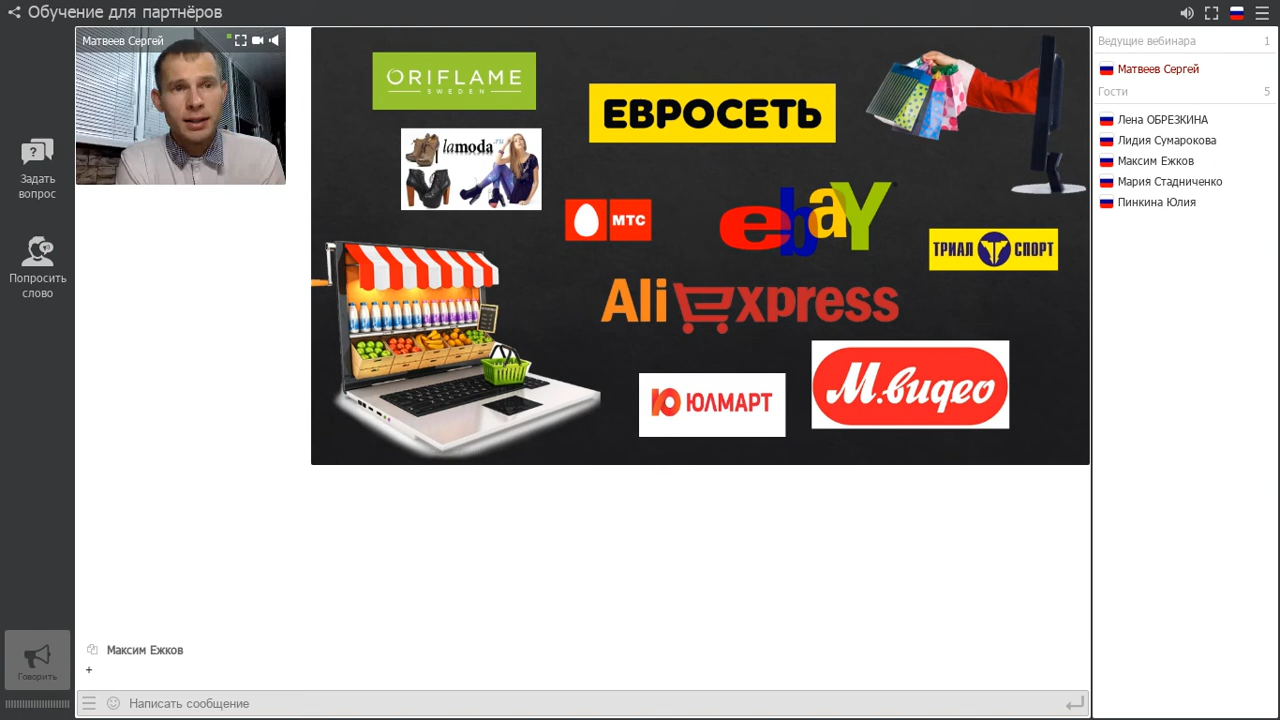 Обучение для партнёров
Матвеев Сергей
Задать
вопрос
Попросить
слово
Говорить
ORIFLAME
SWEDEN
lamoda.ru
ЕВРОСЕТЬ
МТС
ebaY
ТРИАЛ СПОРТ
AliExpress
ЮЛМАРТ
М.видео
Максим Ежков
+
Написать сообщение
Ведущие вебинара 1
Матвеев Сергей
Гости 5
Лена ОБРЕЗКИНА
Лидия Сумарокова
Максим Ежков
Мария Стадниченко
Пинкина Юлия